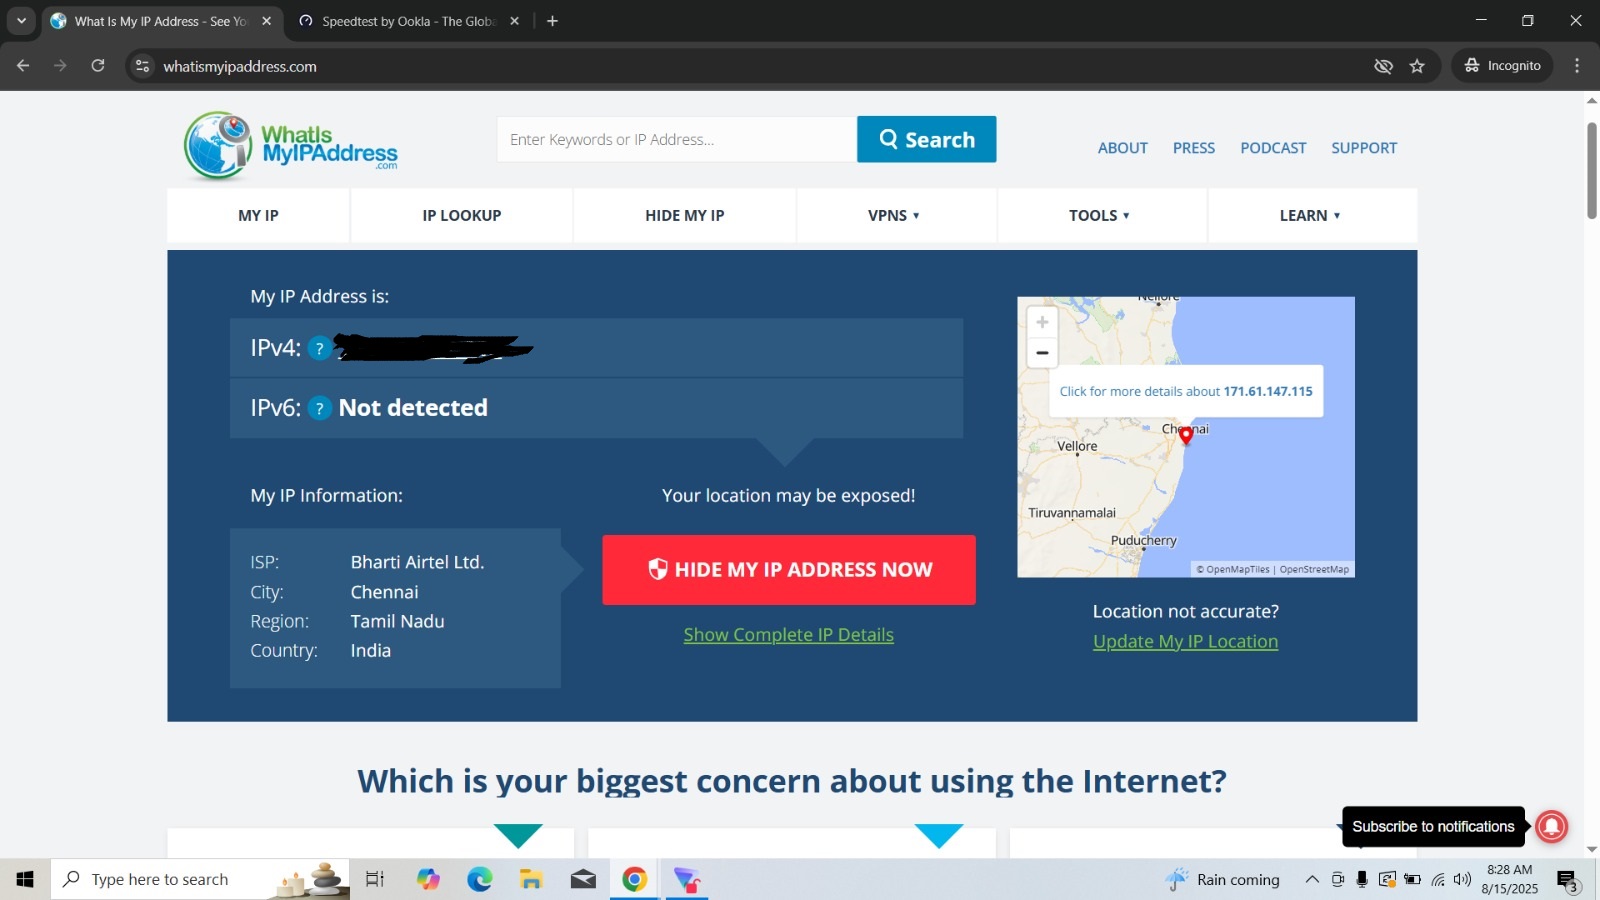 What Is My IP Address - See Yo
Speedtest by Ookla - The Globa
whatismyipaddress.com
Incognito
WhatIs
MyIPAddress
.com
Enter Keywords or IP Address...
Search
ABOUT PRESS PODCAST SUPPORT
MY IP IP LOOKUP HIDE MY IP VPNS TOOLS LEARN
My IP Address is:
IPv4: ?
IPv6: ? Not detected
My IP Information:
ISP: Bharti Airtel Ltd.
City: Chennai
Region: Tamil Nadu
Country: India
Your location may be exposed!
HIDE MY IP ADDRESS NOW
Show Complete IP Details
Nellore
+
−
Click for more details about 171.61.147.115
Chennai
Vellore
Tiruvannamalai
Puducherry
© OpenMapTiles | OpenStreetMap
Location not accurate?
Update My IP Location
Which is your biggest concern about using the Internet?
Subscribe to notifications
Type here to search
Rain coming
8:28 AM
8/15/2025
3